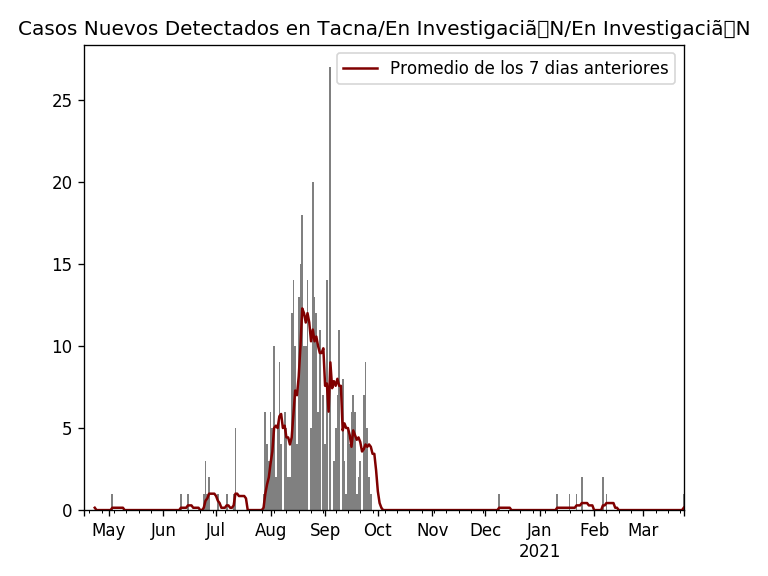 Casos Nuevos Detectados en Tacna/En Investigaciã▯N/En Investigaciã▯N
Promedio de los 7 dias anteriores
25
20
15
10
5
0
May Jun Jul Aug Sep Oct Nov Dec Jan Feb Mar
2021